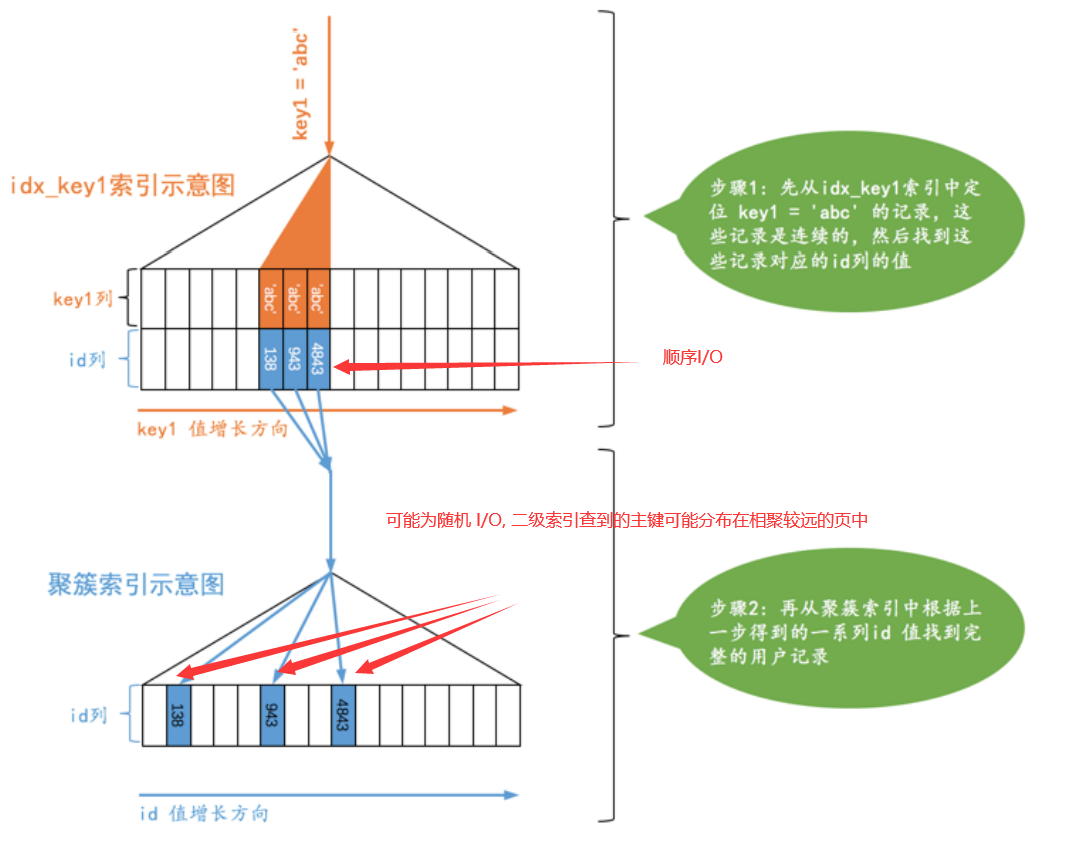 key1 = 'abc'
idx_key1索引示意图
步骤1：先从idx_key1索引中定
位 key1 = 'abc' 的记录，这
些记录是连续的，然后找到这
些记录对应的id列的值
key1列
'abc'
'abc'
'abc'
id列
138
943
4843
顺序I/O
key1 值增长方向
可能为随机 I/O, 二级索引查到的主键可能分布在相聚较远的页中
聚簇索引示意图
步骤2：再从聚簇索引中根据上
一步得到的一系列id 值找到完
整的用户记录
id列
138
943
4843
id 值增长方向